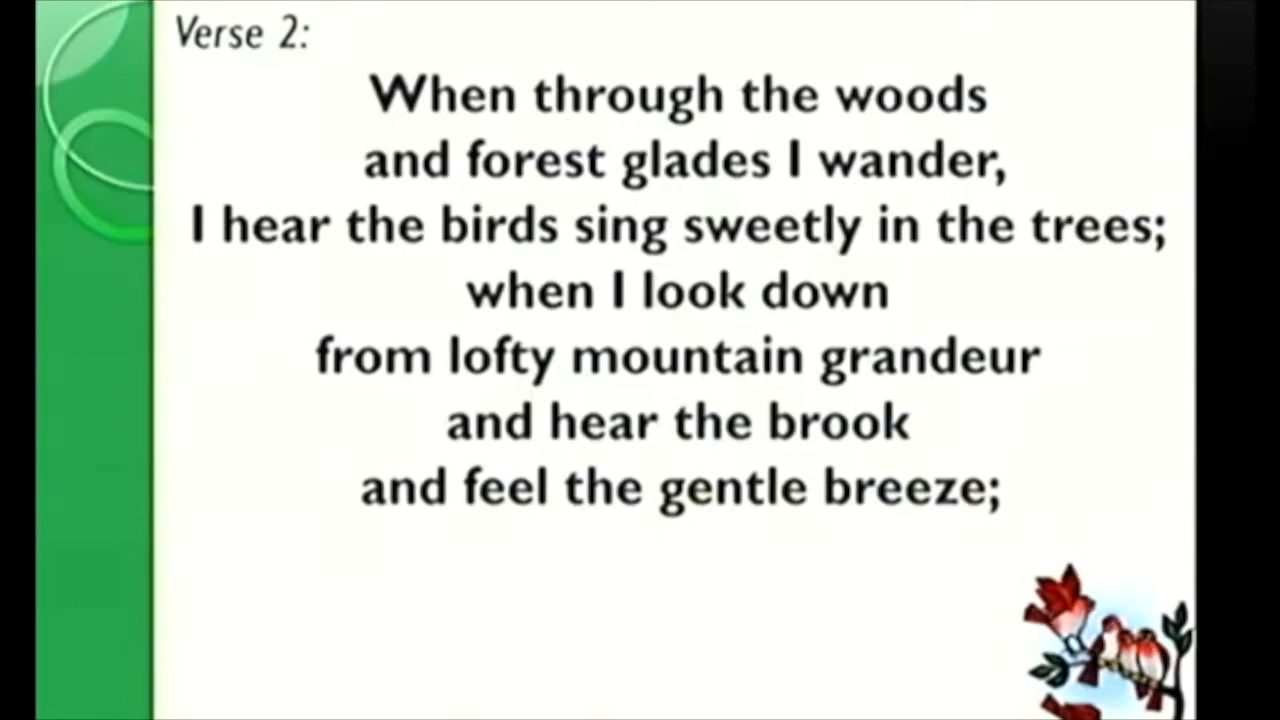 Verse 2:
When through the woods
and forest glades I wander,
I hear the birds sing sweetly in the trees;
when I look down
from lofty mountain grandeur
and hear the brook
and feel the gentle breeze;